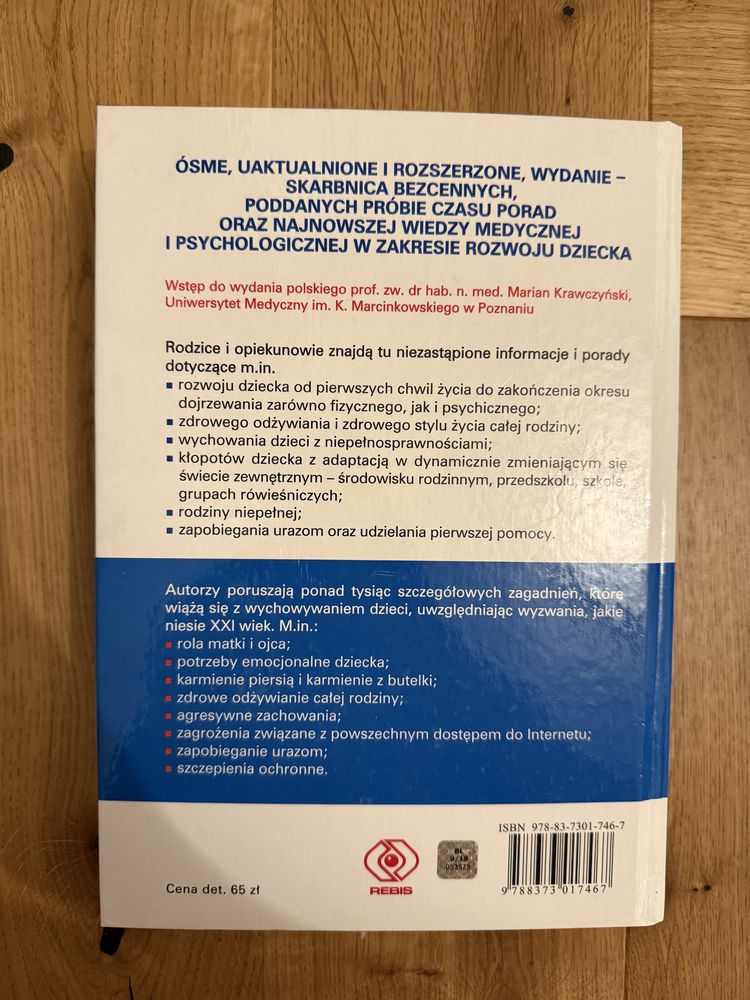 ÓSME, UAKTUALNIONE I ROZSZERZONE, WYDANIE –
SKARBNICA BEZCENNYCH,
PODDANYCH PRÓBIE CZASU PORAD
ORAZ NAJNOWSZEJ WIEDZY MEDYCZNEJ
I PSYCHOLOGICZNEJ W ZAKRESIE ROZWOJU DZIECKA
Wstęp do wydania polskiego prof. zw. dr hab. n. med. Marian Krawczyński,
Uniwersytet Medyczny im. K. Marcinkowskiego w Poznaniu
Rodzice i opiekunowie znajdą tu niezastąpione informacje i porady
dotyczące m.in.
▪ rozwoju dziecka od pierwszych chwil życia do zakończenia okresu
dojrzewania zarówno fizycznego, jak i psychicznego;
▪ zdrowego odżywiania i zdrowego stylu życia całej rodziny;
▪ wychowania dzieci z niepełnosprawnościami;
▪ kłopotów dziecka z adaptacją w dynamicznie zmieniającym się
świecie zewnętrznym – środowisku rodzinnym, przedszkolu, szkole,
grupach rówieśniczych;
▪ rodziny niepełnej;
▪ zapobiegania urazom oraz udzielania pierwszej pomocy.
Autorzy poruszają ponad tysiąc szczegółowych zagadnień, które
wiążą się z wychowywaniem dzieci, uwzględniając wyzwania, jakie
niesie XXI wiek. M.in.:
▪ rola matki i ojca;
▪ potrzeby emocjonalne dziecka;
▪ karmienie piersią i karmienie z butelki;
▪ zdrowe odżywianie całej rodziny;
▪ agresywne zachowania;
▪ zagrożenia związane z powszechnym dostępem do Internetu;
▪ zapobieganie urazom;
▪ szczepienia ochronne.
Cena det. 65 zł
REBIS
BL
9/18
053575
ISBN 978-83-7301-746-7
9 788373 017467